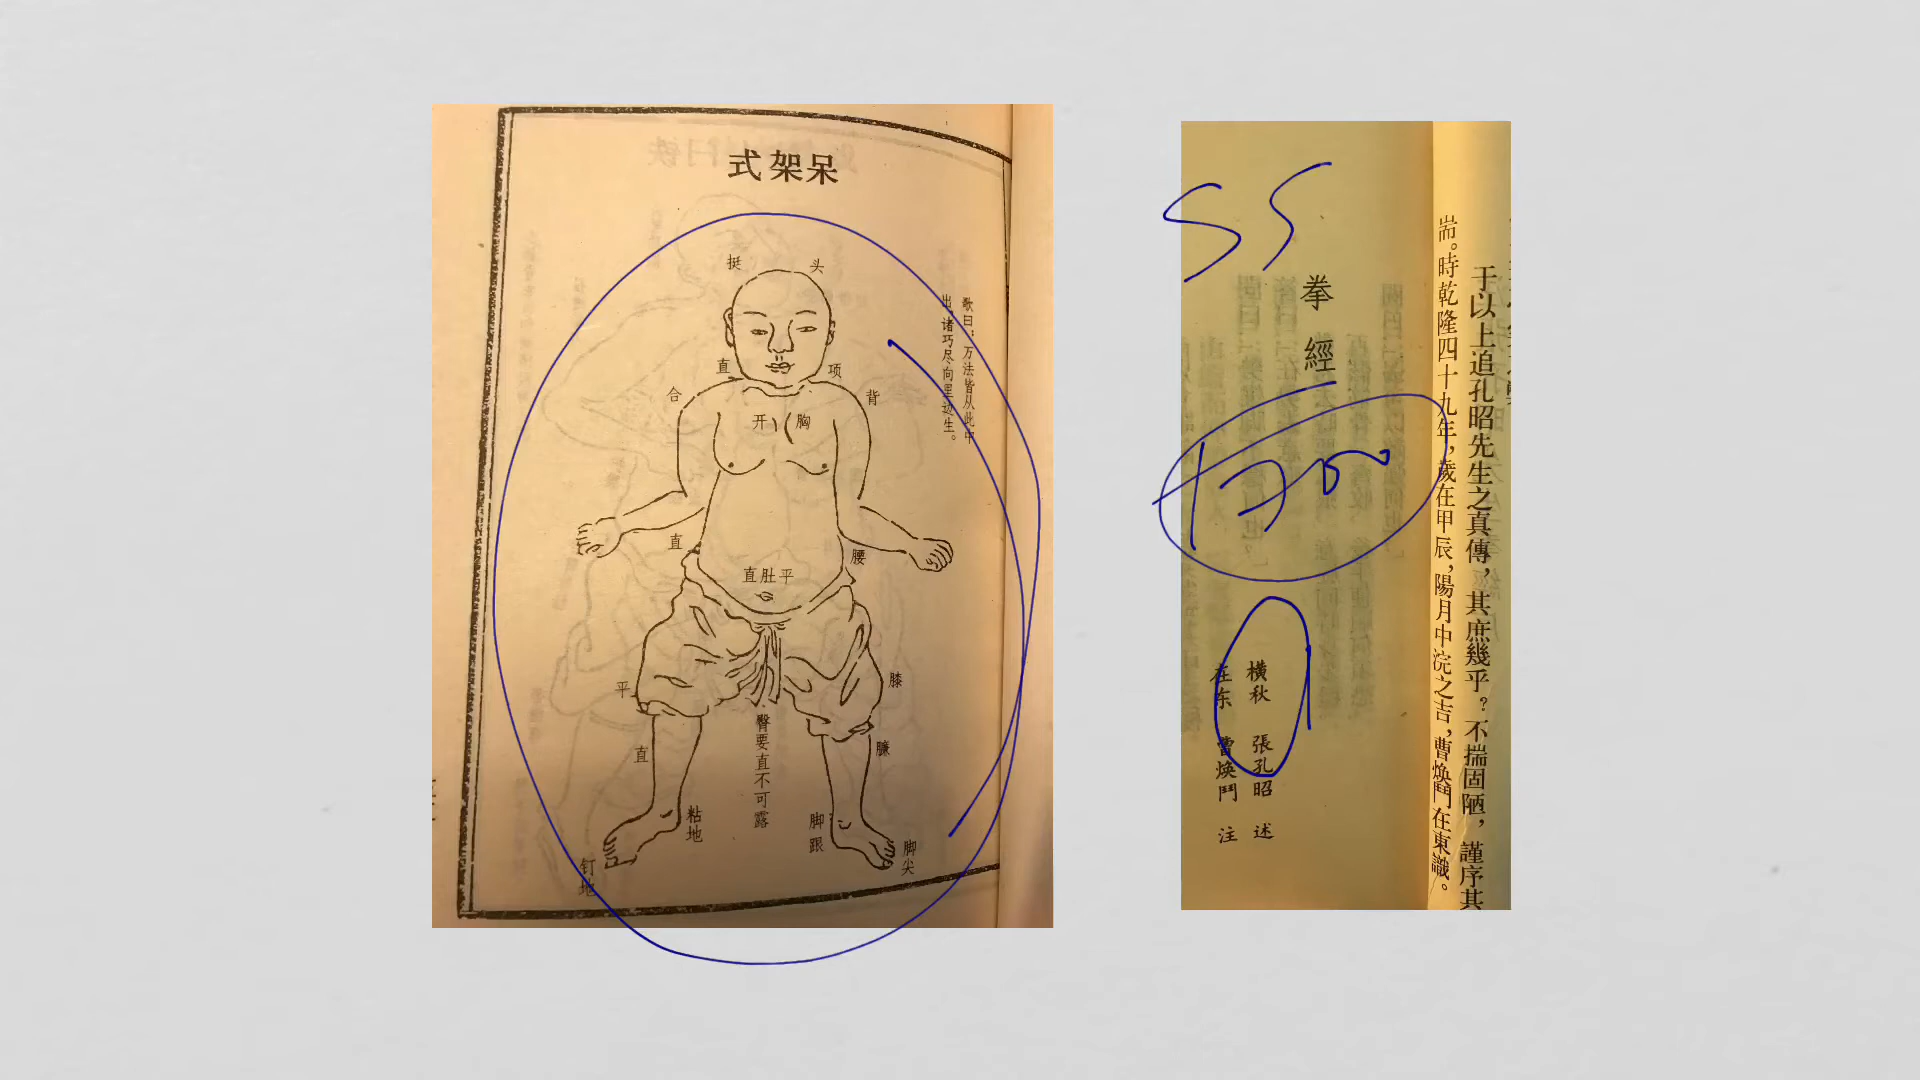 式架呆
挺
头
歌曰：万法皆从此中
出，诸巧尽向里边生。
直
项
合
背
开
胸
直
腰
直肚平
平
膝
直
臁
臀要直不可露
粘地
脚跟
脚尖
钉地
于以上追孔昭先生之真傳，其庶幾乎？不揣固陋，謹序其
耑。時乾隆四十九年，歲在甲辰，陽月中浣之吉，曹煥鬥在東識。
拳經
橫秋 張孔昭 述
在东 曹煥鬥 注